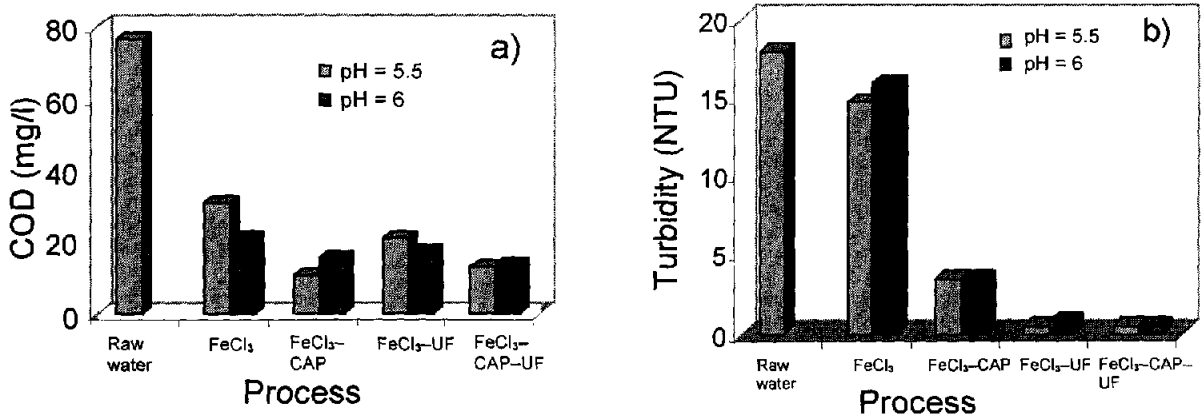 a)
80
60
40
20
0
COD (mg/l)
pH = 5.5
pH = 6
Raw water
FeCl₃
FeCl₃–CAP
FeCl₃–UF
FeCl₃–CAP–UF
Process
b)
20
15
10
5
0
Turbidity (NTU)
pH = 5.5
pH = 6
Raw water
FeCl₃
FeCl₃–CAP
FeCl₃–UF
FeCl₃–CAP–UF
Process